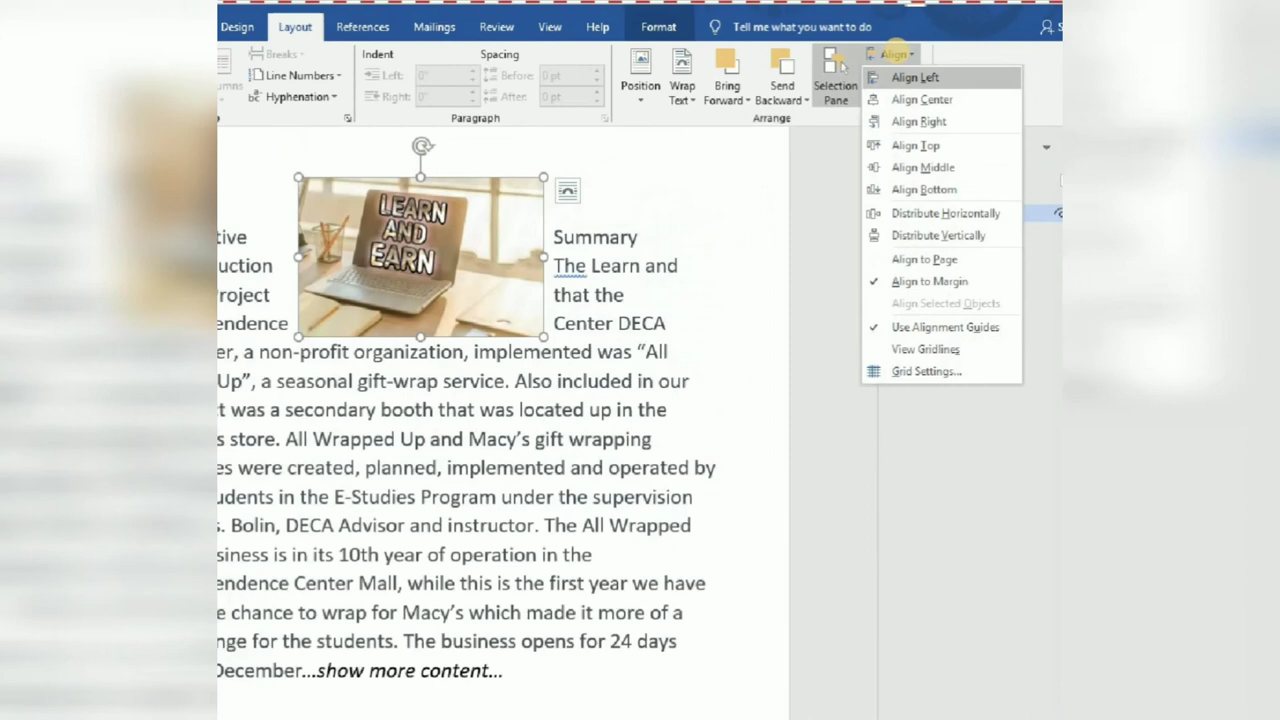 Design Layout References Mailings Review View Help Format Tell me what you want to do
Breaks
Line Numbers
Hyphenation
Indent
Left: 0"
Right: 0"
Spacing
Before: 0 pt
After: 0 pt
Paragraph
Position
Wrap
Text
Bring
Forward
Send
Backward
Selection
Pane
Align
Arrange
Align Left
Align Center
Align Right
Align Top
Align Middle
Align Bottom
Distribute Horizontally
Distribute Vertically
Align to Page
Align to Margin
Align Selected Objects
Use Alignment Guides
View Gridlines
Grid Settings...
LEARN
AND
EARN
tive Summary
uction The Learn and
roject that the
endence Center DECA
er, a non-profit organization, implemented was “All
Up”, a seasonal gift-wrap service. Also included in our
t was a secondary booth that was located up in the
s store. All Wrapped Up and Macy’s gift wrapping
es were created, planned, implemented and operated by
udents in the E-Studies Program under the supervision
s. Bolin, DECA Advisor and instructor. The All Wrapped
siness is in its 10th year of operation in the
endence Center Mall, while this is the first year we have
e chance to wrap for Macy’s which made it more of a
nge for the students. The business opens for 24 days
December...show more content...